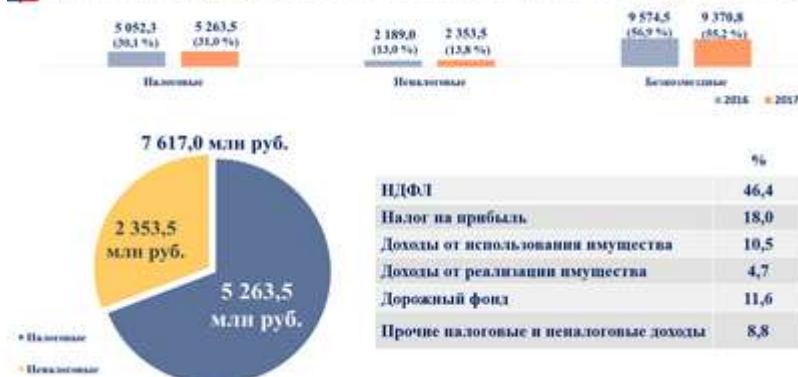 5 052,3
(30,1 %)
5 263,5
(31,0 %)
2 189,0
(13,0 %)
2 353,5
(13,8 %)
9 574,5
(56,9 %)
9 370,8
(55,2 %)
Налоговые
Неналоговые
Безвозмездные
2016 2017
7 617,0 млн руб.
2 353,5
млн руб.
5 263,5
млн руб.
Налоговые
Неналоговые
%
НДФЛ 46,4
Налог на прибыль 18,0
Доходы от использования имущества 10,5
Доходы от реализации имущества 4,7
Дорожный фонд 11,6
Прочие налоговые и неналоговые доходы 8,8